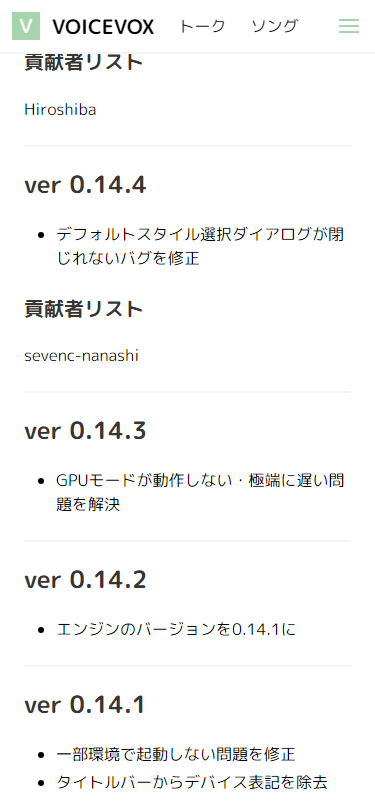 V VOICEVOX トーク ソング
貢献者リスト
Hiroshiba
ver 0.14.4
デフォルトスタイル選択ダイアログが閉
じれないバグを修正
貢献者リスト
sevenc-nanashi
ver 0.14.3
GPUモードが動作しない・極端に遅い問
題を解決
ver 0.14.2
エンジンのバージョンを0.14.1に
ver 0.14.1
一部環境で起動しない問題を修正
タイトルバーからデバイス表記を除去